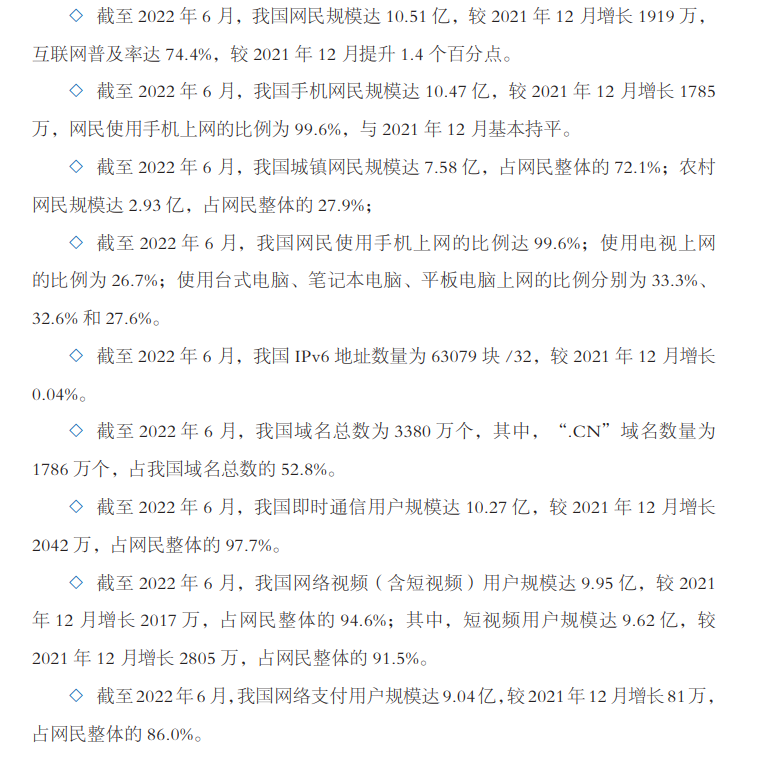 ◇ 截至 2022 年 6 月，我国网民规模达 10.51 亿，较 2021 年 12 月增长 1919 万，
互联网普及率达 74.4%，较 2021 年 12 月提升 1.4 个百分点。
◇ 截至 2022 年 6 月，我国手机网民规模达 10.47 亿，较 2021 年 12 月增长 1785
万，网民使用手机上网的比例为 99.6%，与 2021 年 12 月基本持平。
◇ 截至 2022 年 6 月，我国城镇网民规模达 7.58 亿，占网民整体的 72.1%；农村
网民规模达 2.93 亿，占网民整体的 27.9%；
◇ 截至 2022 年 6 月，我国网民使用手机上网的比例达 99.6%；使用电视上网
的比例为 26.7%；使用台式电脑、笔记本电脑、平板电脑上网的比例分别为 33.3%、
32.6% 和 27.6%。
◇ 截至 2022 年 6 月，我国 IPv6 地址数量为 63079 块 /32，较 2021 年 12 月增长
0.04%。
◇ 截至 2022 年 6 月，我国域名总数为 3380 万个，其中，“.CN”域名数量为
1786 万个，占我国域名总数的 52.8%。
◇ 截至 2022 年 6 月，我国即时通信用户规模达 10.27 亿，较 2021 年 12 月增长
2042 万，占网民整体的 97.7%。
◇ 截至 2022 年 6 月，我国网络视频（含短视频）用户规模达 9.95 亿，较 2021
年 12 月增长 2017 万，占网民整体的 94.6%；其中，短视频用户规模达 9.62 亿，较
2021 年 12 月增长 2805 万，占网民整体的 91.5%。
◇ 截至 2022 年 6 月，我国网络支付用户规模达 9.04 亿，较 2021 年 12 月增长 81 万，
占网民整体的 86.0%。